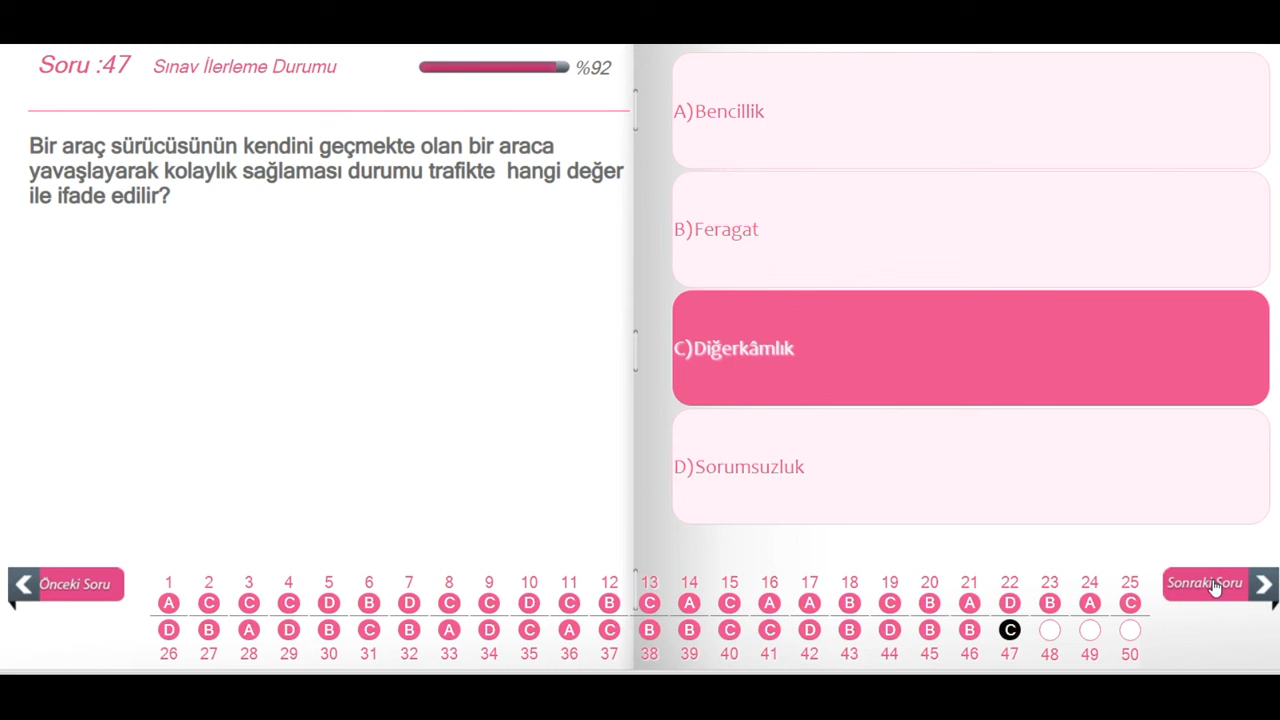 Soru :47 Sınav İlerleme Durumu %92
Bir araç sürücüsünün kendini geçmekte olan bir araca
yavaşlayarak kolaylık sağlaması durumu trafikte hangi değer
ile ifade edilir?
A)Bencillik
B)Feragat
C)Diğerkâmlık
D)Sorumsuzluk
Önceki Soru
1 2 3 4 5 6 7 8 9 10 11 12 13 14 15 16 17 18 19 20 21 22 23 24 25
A C C C D B D C C D C B C A C A A B C B A D B A C
D B A D B C B A D C A C B B C C D B D B B C
26 27 28 29 30 31 32 33 34 35 36 37 38 39 40 41 42 43 44 45 46 47 48 49 50
Sonraki Soru